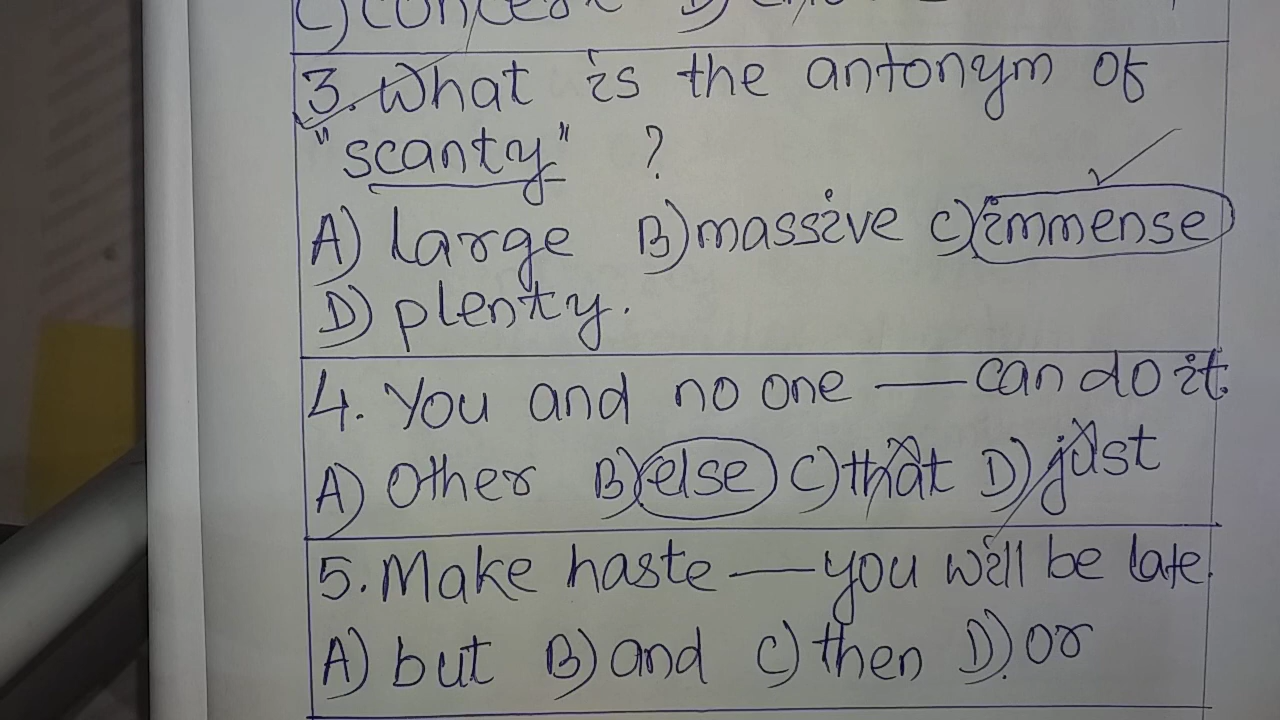 C)
3. What is the antonym of
"scanty" ?
A) large B) massive C) immense
D) plenty.
4. You and no one — can do it.
A) Other B) else C) that D) just
5. Make haste — you will be late.
A) but B) and C) then D) or